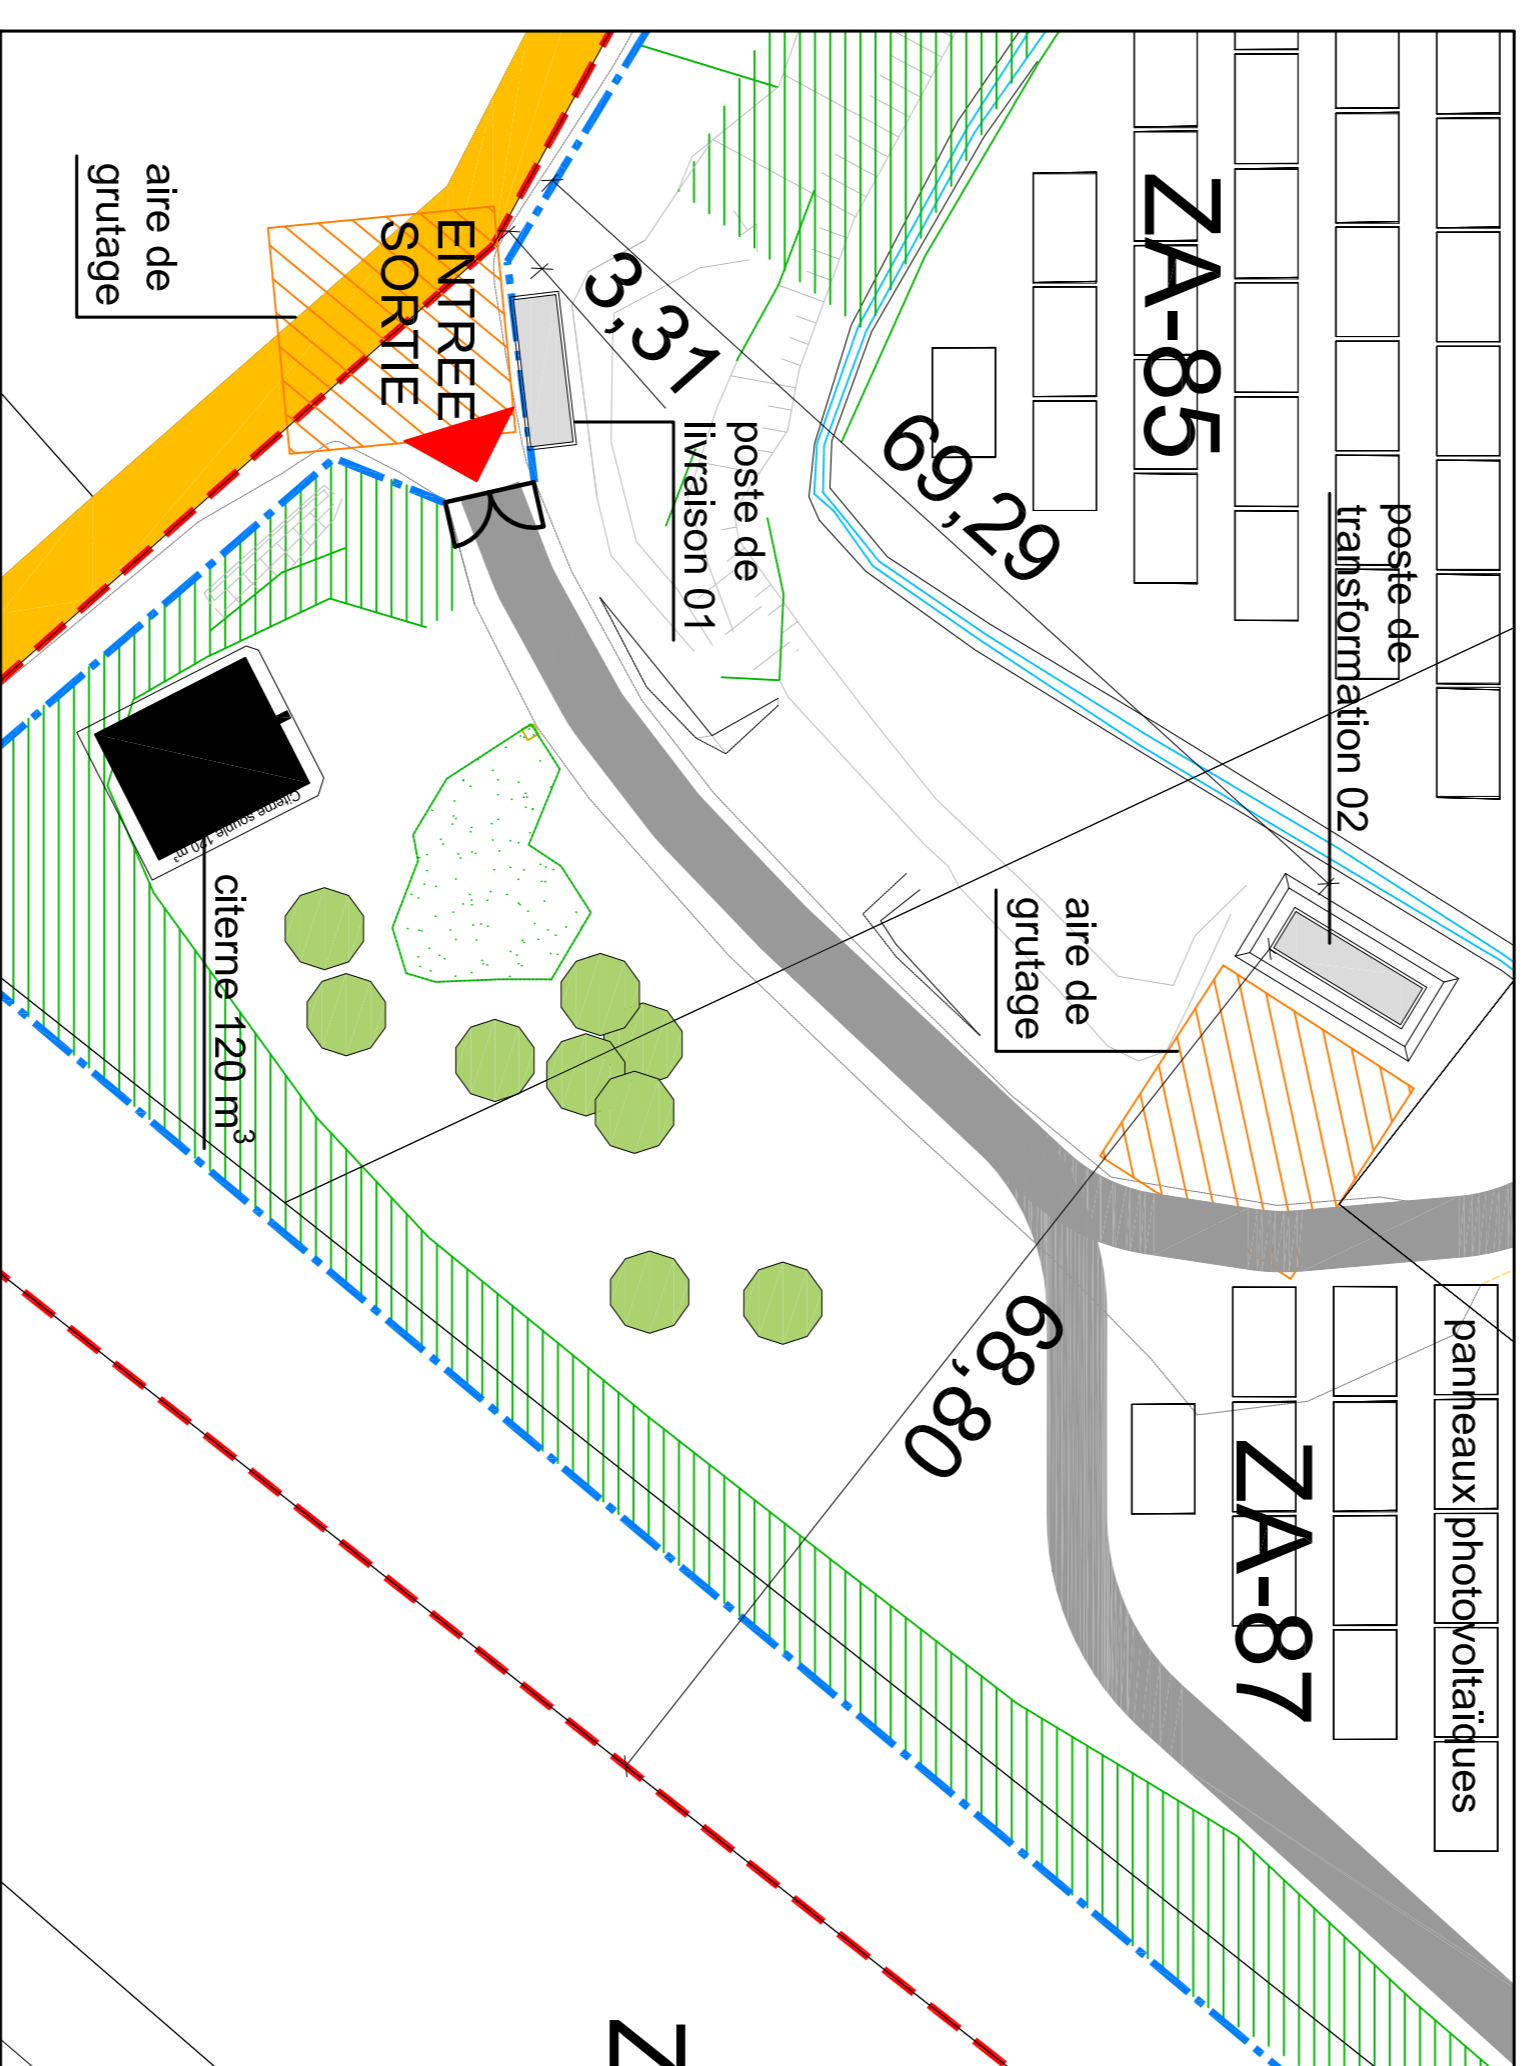 ZA-85
poste de
transformation 02
69,29
3,31
poste de
livraison 01
ENTREE
SORTIE
aire de
grutage
panneaux photovoltaïques
ZA-87
aire de
grutage
68,80
Citerne souple 120 m³
citerne 120 m³
Z